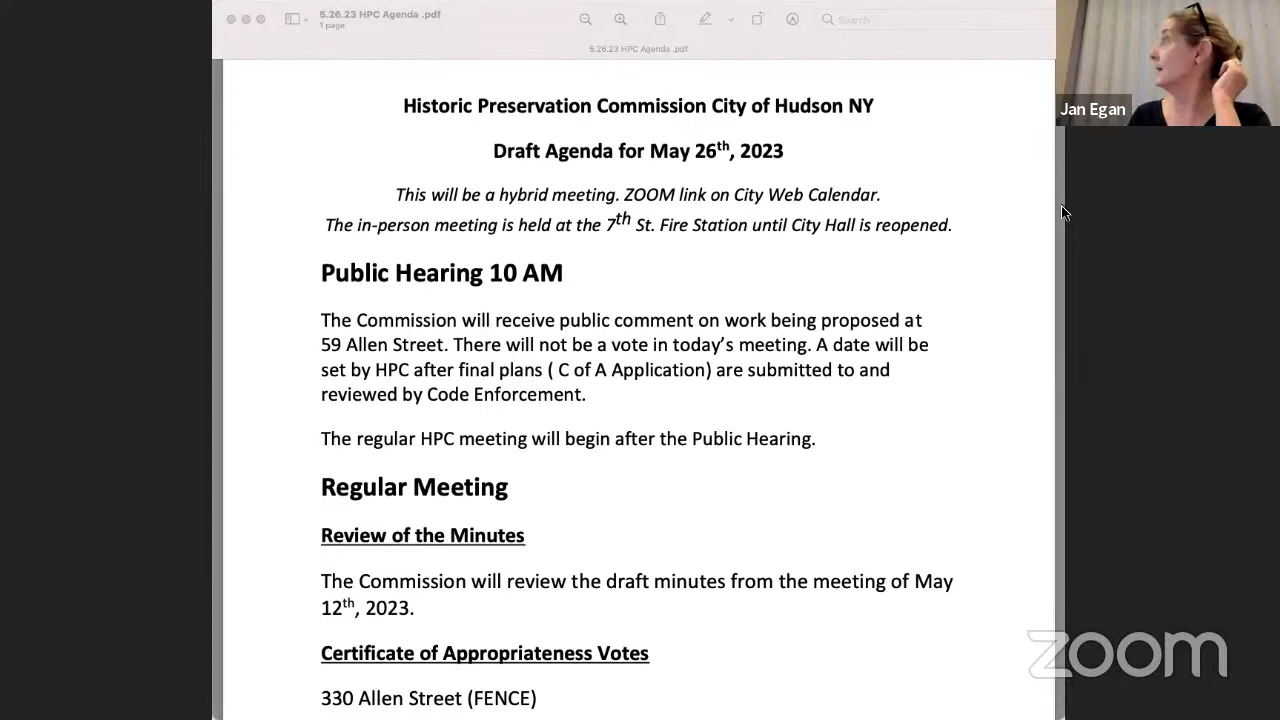 5.26.23 HPC Agenda .pdf
1 page
Search
5.26.23 HPC Agenda .pdf
Jan Egan
Historic Preservation Commission City of Hudson NY
Draft Agenda for May 26th, 2023
This will be a hybrid meeting. ZOOM link on City Web Calendar.
The in-person meeting is held at the 7th St. Fire Station until City Hall is reopened.
Public Hearing 10 AM
The Commission will receive public comment on work being proposed at
59 Allen Street. There will not be a vote in today's meeting. A date will be
set by HPC after final plans ( C of A Application) are submitted to and
reviewed by Code Enforcement.
The regular HPC meeting will begin after the Public Hearing.
Regular Meeting
Review of the Minutes
The Commission will review the draft minutes from the meeting of May
12th, 2023.
Certificate of Appropriateness Votes
330 Allen Street (FENCE)
zoom